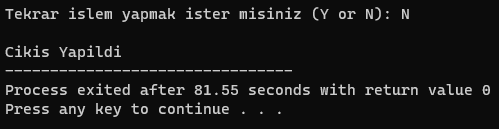 Tekrar islem yapmak ister misiniz (Y or N): N
Cikis Yapildi
--------------------------------
Process exited after 81.55 seconds with return value 0
Press any key to continue . . .